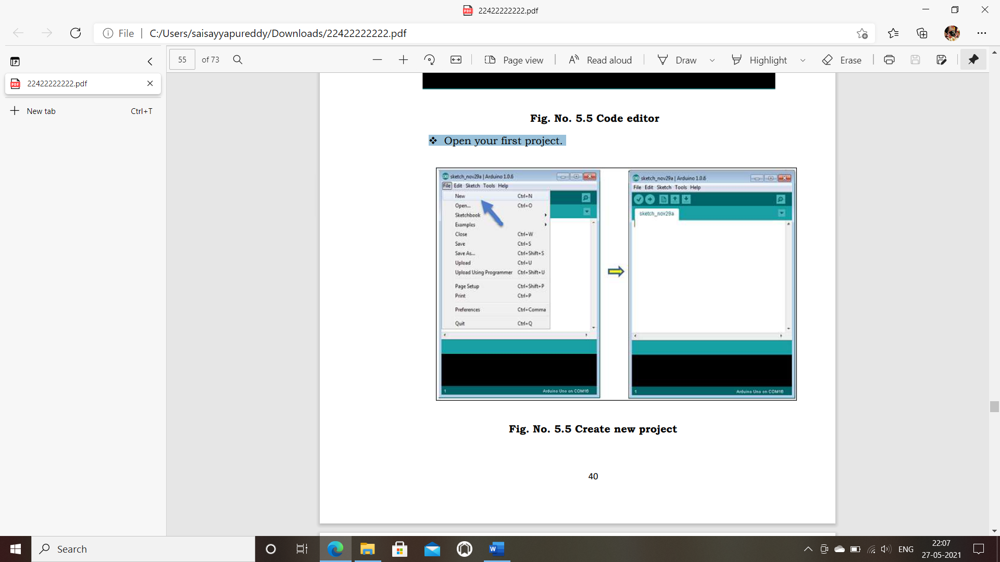 22422222222.pdf
File
C:/Users/saisayyapureddy/Downloads/22422222222.pdf
55 of 73
Page view
Read aloud
Draw
Highlight
Erase
22422222222.pdf
New tab Ctrl+T
Fig. No. 5.5 Code editor
❖ Open your first project.
sketch_nov29a | Arduino 1.0.6
File Edit Sketch Tools Help
New Ctrl+N
Open... Ctrl+O
Sketchbook
Examples
Close Ctrl+W
Save Ctrl+S
Save As... Ctrl+Shift+S
Upload Ctrl+U
Upload Using Programmer Ctrl+Shift+U
Page Setup Ctrl+Shift+P
Print Ctrl+P
Preferences Ctrl+Comma
Quit Ctrl+Q
1 Arduino Uno on COM16
sketch_nov29a | Arduino 1.0.6
File Edit Sketch Tools Help
sketch_nov29a
1 Arduino Uno on COM16
Fig. No. 5.5 Create new project
40
Search
ENG
22:07
27-05-2021